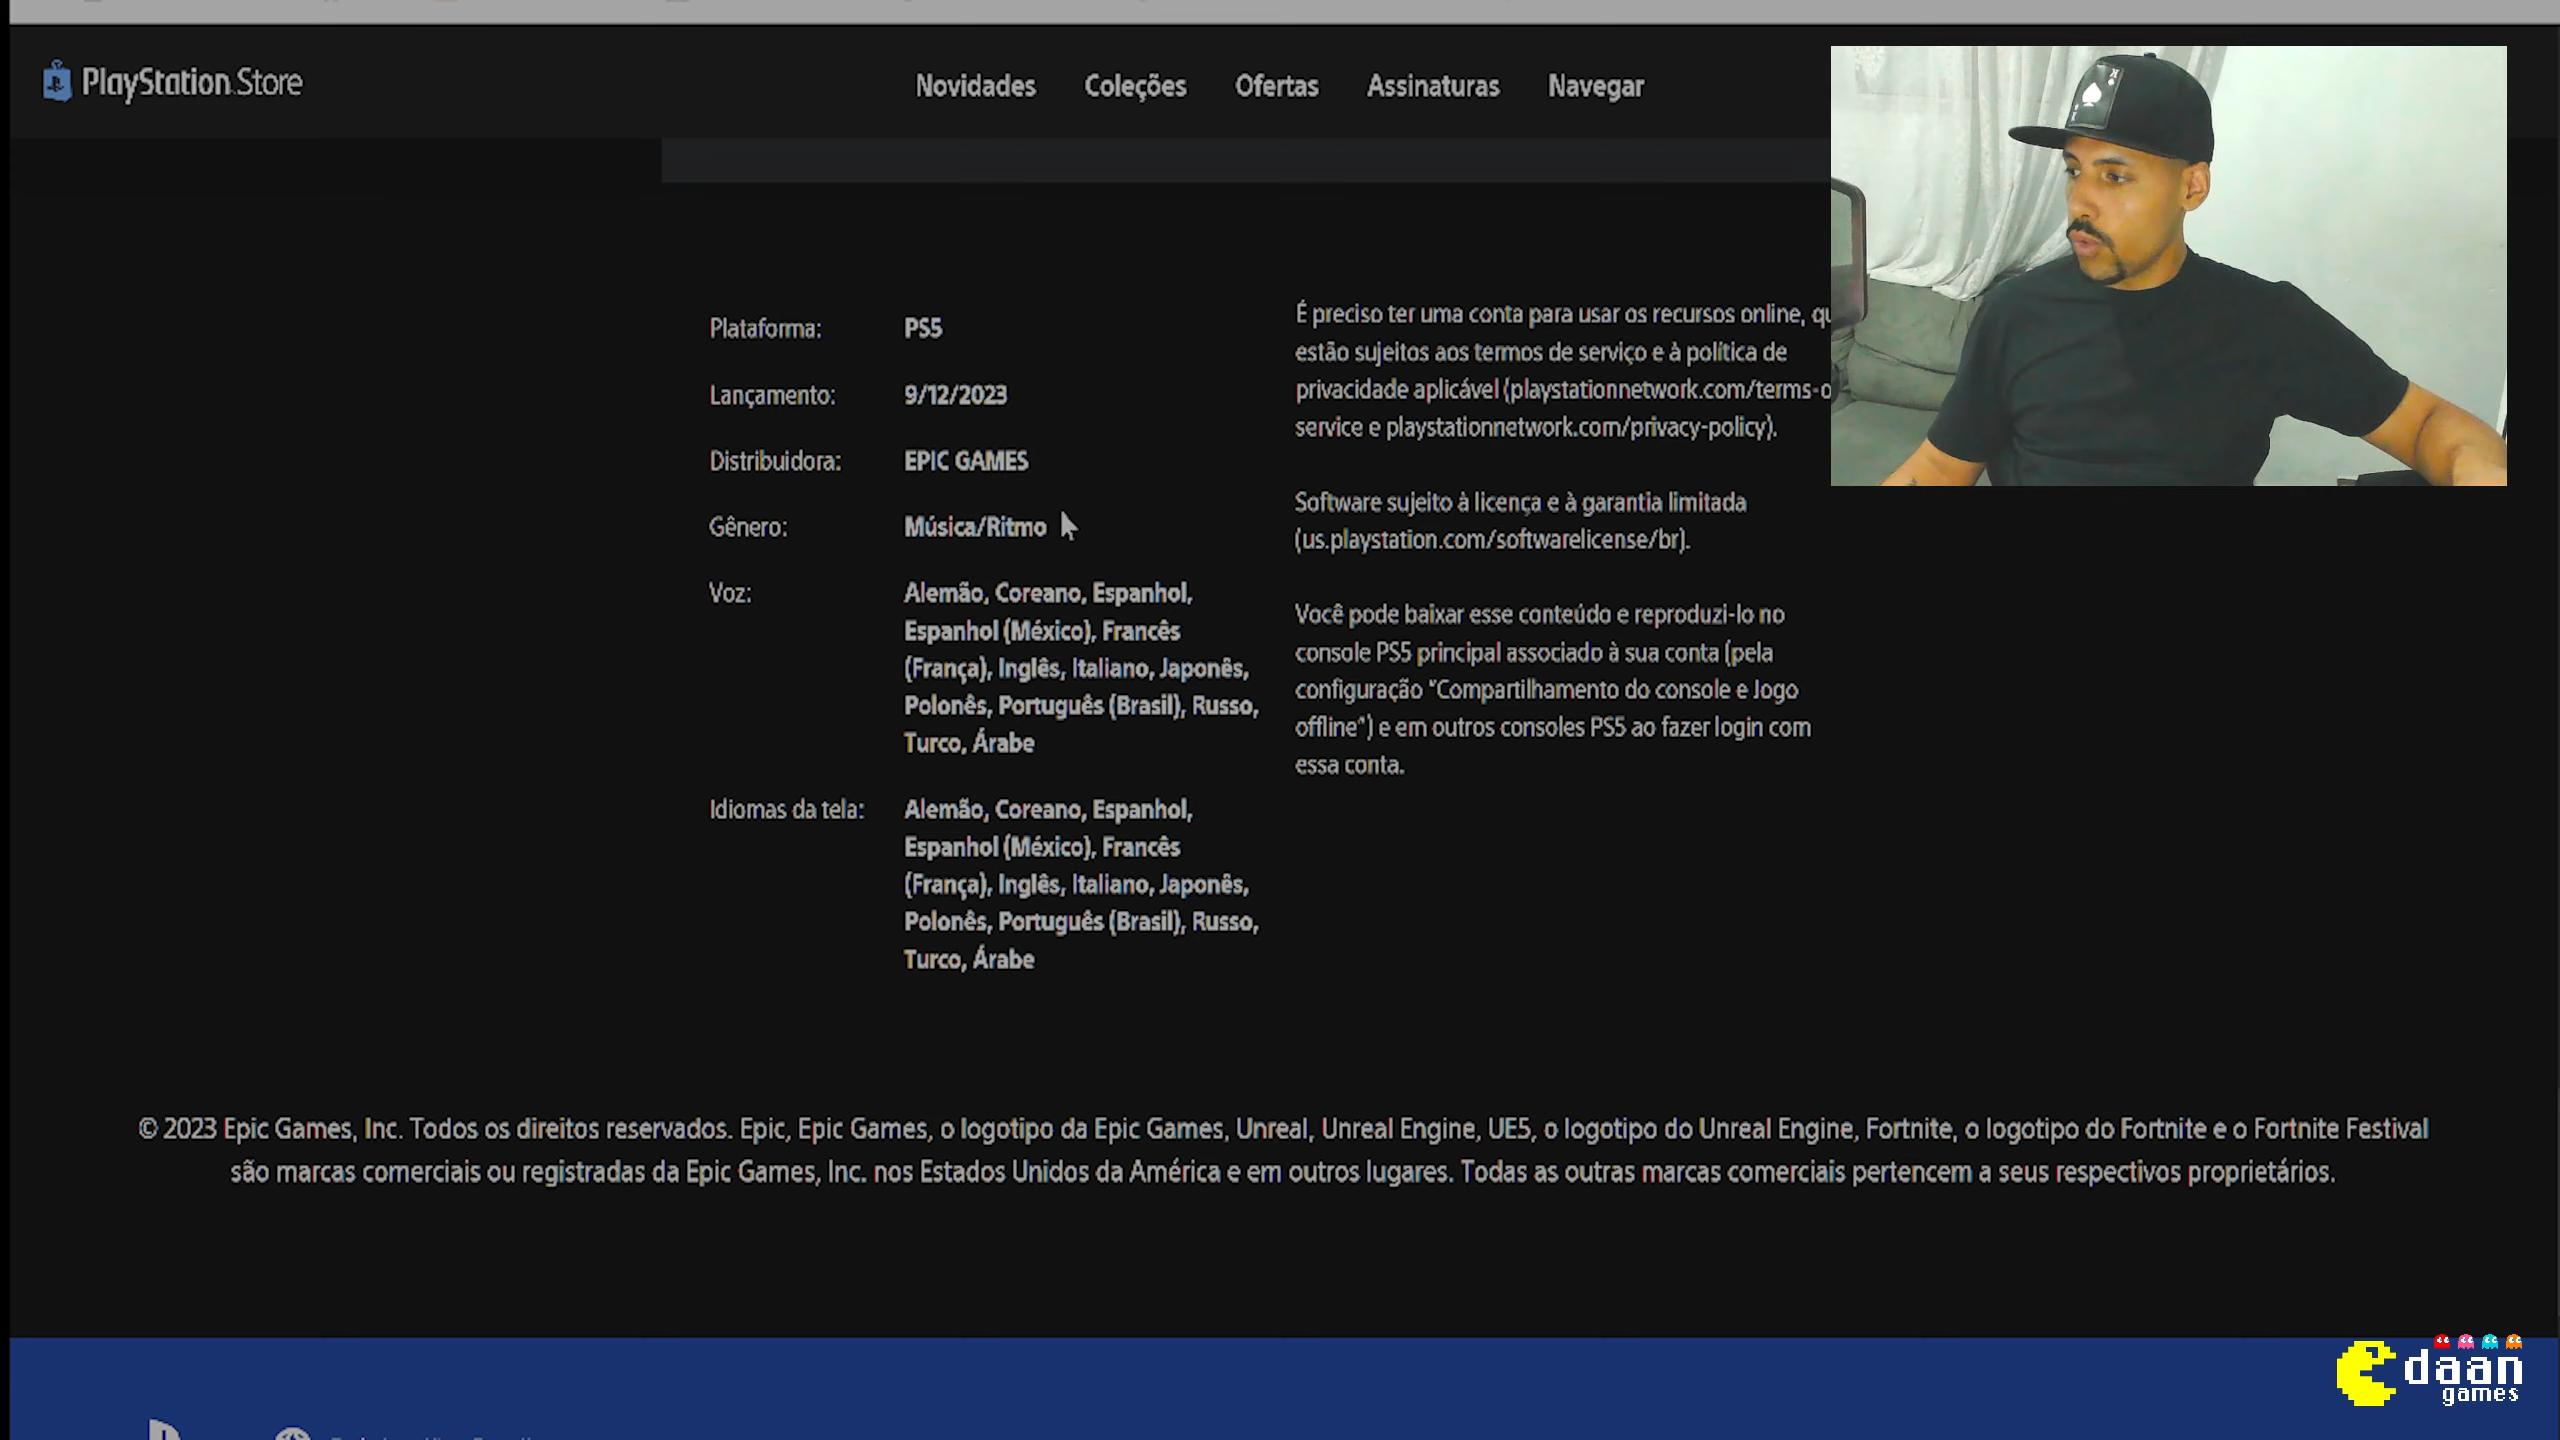 PlayStation Store
Novidades
Coleções
Ofertas
Assinaturas
Navegar
Plataforma:
PS5
Lançamento:
9/12/2023
Distribuidora:
EPIC GAMES
Gênero:
Música/Ritmo
Voz:
Alemão, Coreano, Espanhol,
Espanhol (México), Francês
(França), Inglês, Italiano, Japonês,
Polonês, Português (Brasil), Russo,
Turco, Árabe
Idiomas da tela:
Alemão, Coreano, Espanhol,
Espanhol (México), Francês
(França), Inglês, Italiano, Japonês,
Polonês, Português (Brasil), Russo,
Turco, Árabe
É preciso ter uma conta para usar os recursos online, qu
estão sujeitos aos termos de serviço e à política de
privacidade aplicável (playstationnetwork.com/terms-o
service e playstationnetwork.com/privacy-policy).
Software sujeito à licença e à garantia limitada
(us.playstation.com/softwarelicense/br).
Você pode baixar esse conteúdo e reproduzi-lo no
console PS5 principal associado à sua conta (pela
configuração "Compartilhamento do console e Jogo
offline") e em outros consoles PS5 ao fazer login com
essa conta.
© 2023 Epic Games, Inc. Todos os direitos reservados. Epic, Epic Games, o logotipo da Epic Games, Unreal, Unreal Engine, UE5, o logotipo do Unreal Engine, Fortnite, o logotipo do Fortnite e o Fortnite Festival
são marcas comerciais ou registradas da Epic Games, Inc. nos Estados Unidos da América e em outros lugares. Todas as outras marcas comerciais pertencem a seus respectivos proprietários.
daan
games